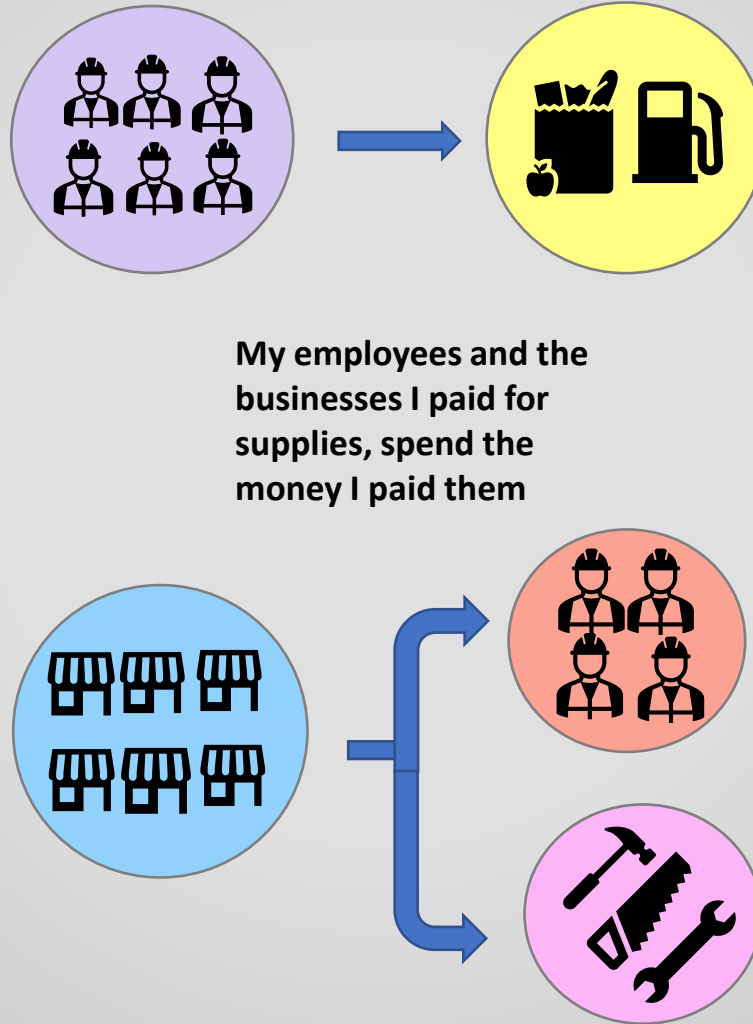 My employees and the
businesses I paid for
supplies, spend the
money I paid them